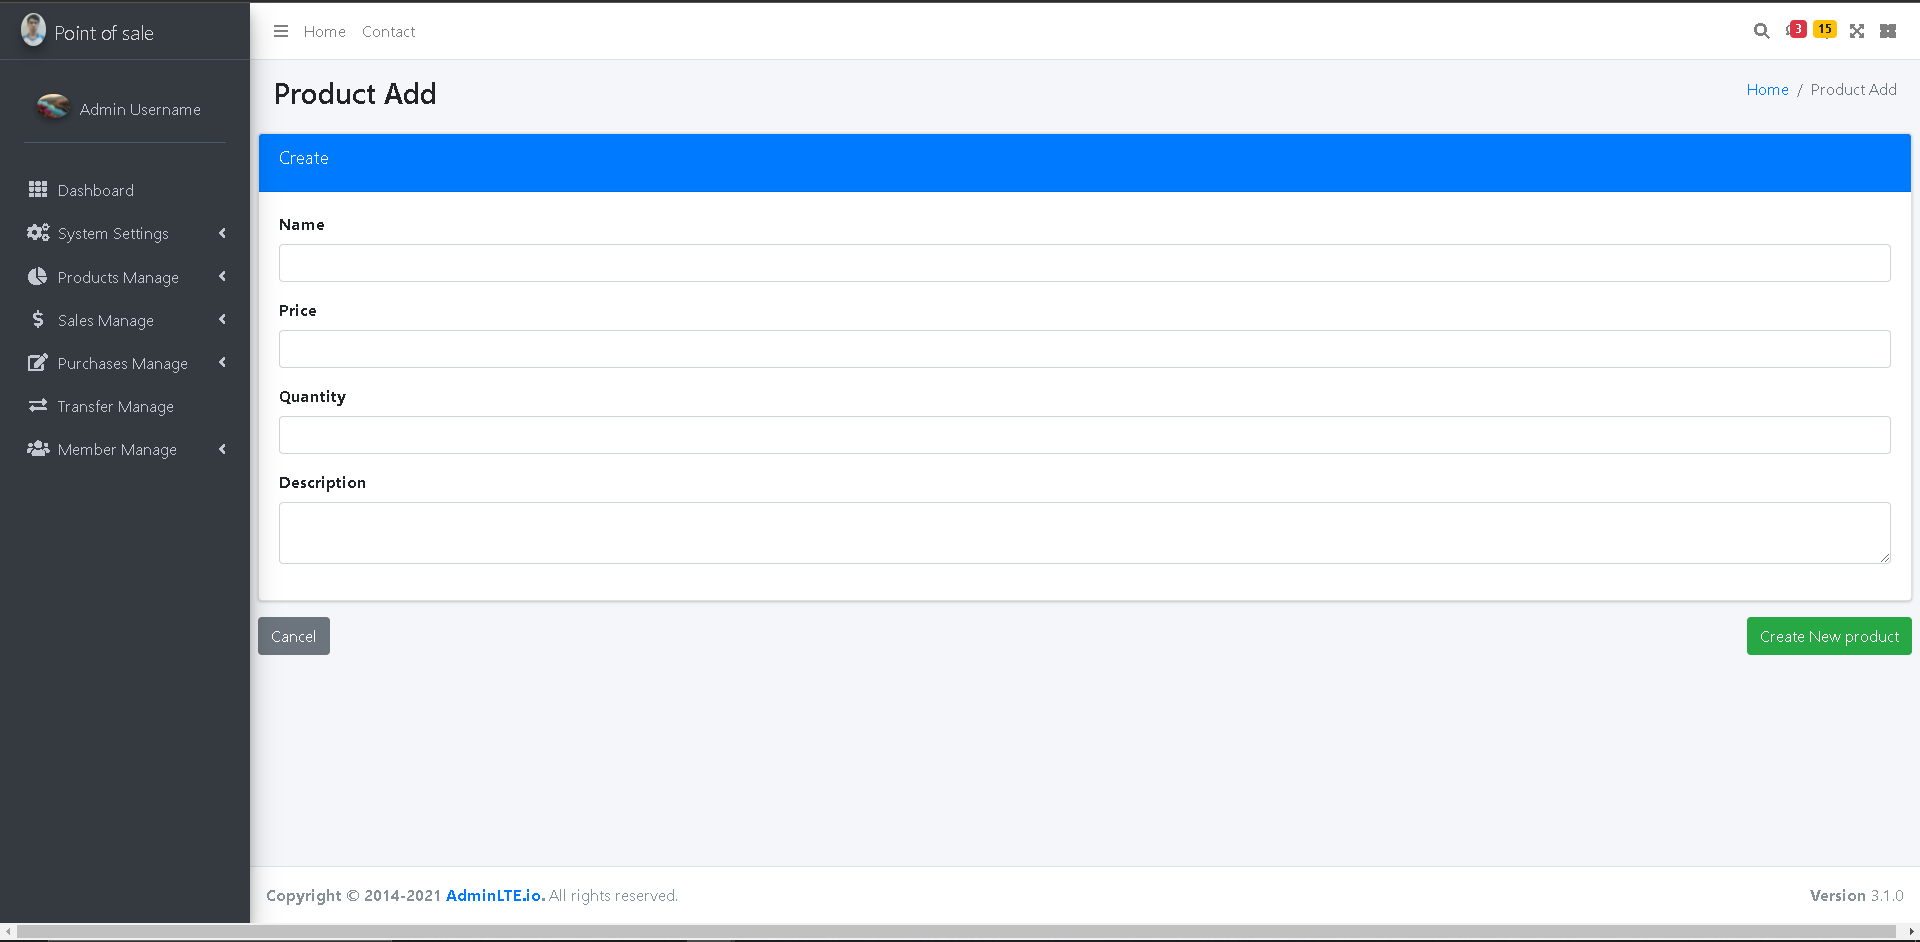 Point of sale
Home Contact
3 15
Admin Username
Product Add
Home / Product Add
Dashboard
System Settings
Products Manage
Sales Manage
Purchases Manage
Transfer Manage
Member Manage
Create
Name
Price
Quantity
Description
Cancel
Create New product
Copyright © 2014-2021 AdminLTE.io. All rights reserved.
Version 3.1.0